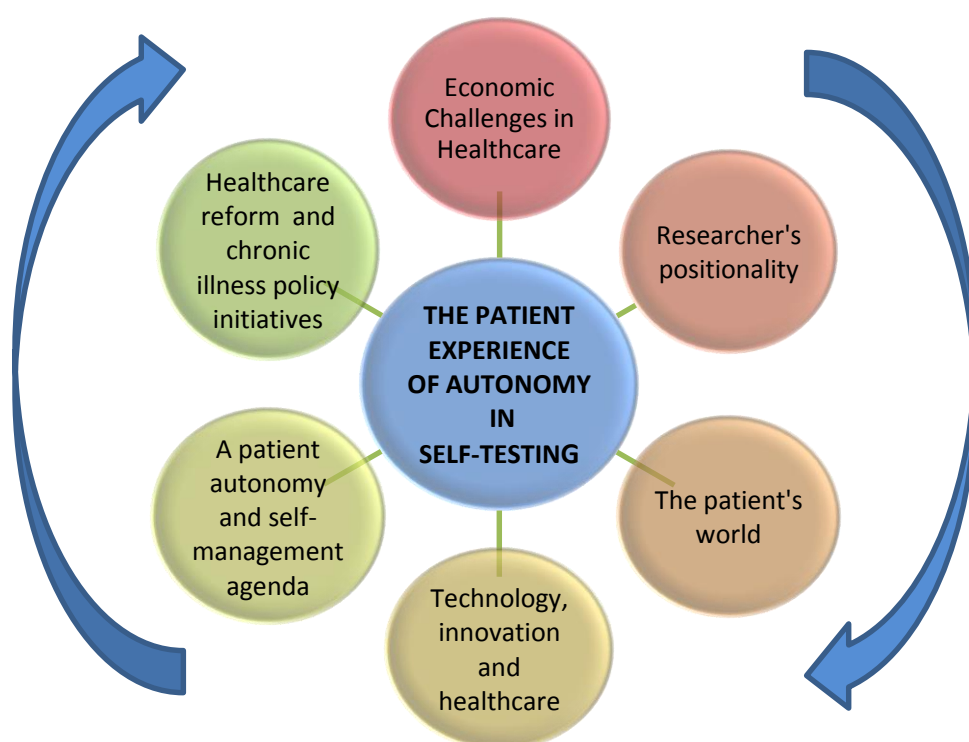 Economic
Challenges in
Healthcare
Researcher's
positionality
The patient's
world
Technology,
innovation
and
healthcare
A patient
autonomy
and self-
management
agenda
Healthcare
reform and
chronic
illness policy
initiatives
THE PATIENT
EXPERIENCE
OF AUTONOMY
IN
SELF-TESTING